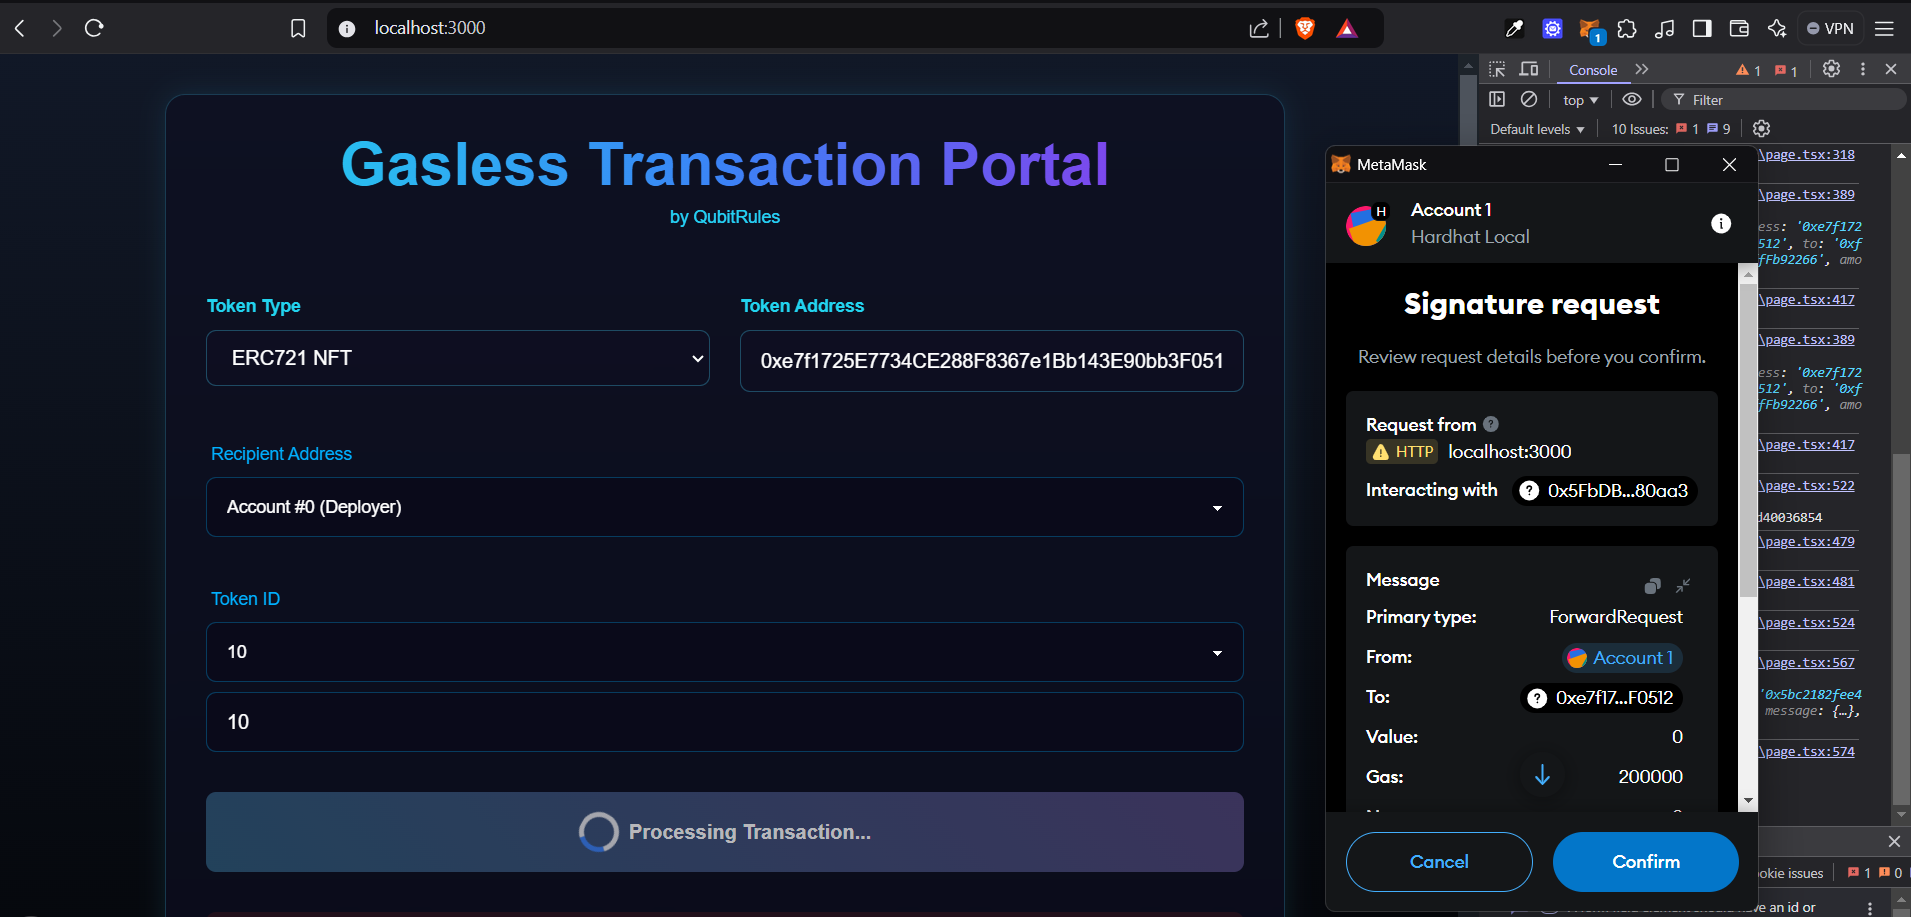 localhost:3000
1
VPN
Gasless Transaction Portal
by QubitRules
Token Type
Token Address
ERC721 NFT
0xe7f1725E7734CE288F8367e1Bb143E90bb3F051
Recipient Address
Account #0 (Deployer)
Token ID
10
10
Processing Transaction...
Console
1
1
top
Filter
Default levels
10 Issues:
1
9
\page.tsx:318
\page.tsx:389
ess: '0xe7f172
512', to: '0xf
fFb92266', amo
\page.tsx:417
\page.tsx:389
ess: '0xe7f172
512', to: '0xf
fFb92266', amo
\page.tsx:417
\page.tsx:522
d40036854
\page.tsx:479
\page.tsx:481
\page.tsx:524
\page.tsx:567
'0x5bc2182fee4
message: {…},
\page.tsx:574
MetaMask
H
Account 1
Hardhat Local
Signature request
Review request details before you confirm.
Request from
HTTP
localhost:3000
Interacting with
0x5FbDB...80aa3
Message
Primary type:
ForwardRequest
From:
Account 1
To:
0xe7f17...F0512
Value:
0
Gas:
200000
Cancel
Confirm
ookie issues
1
0
ve an id or